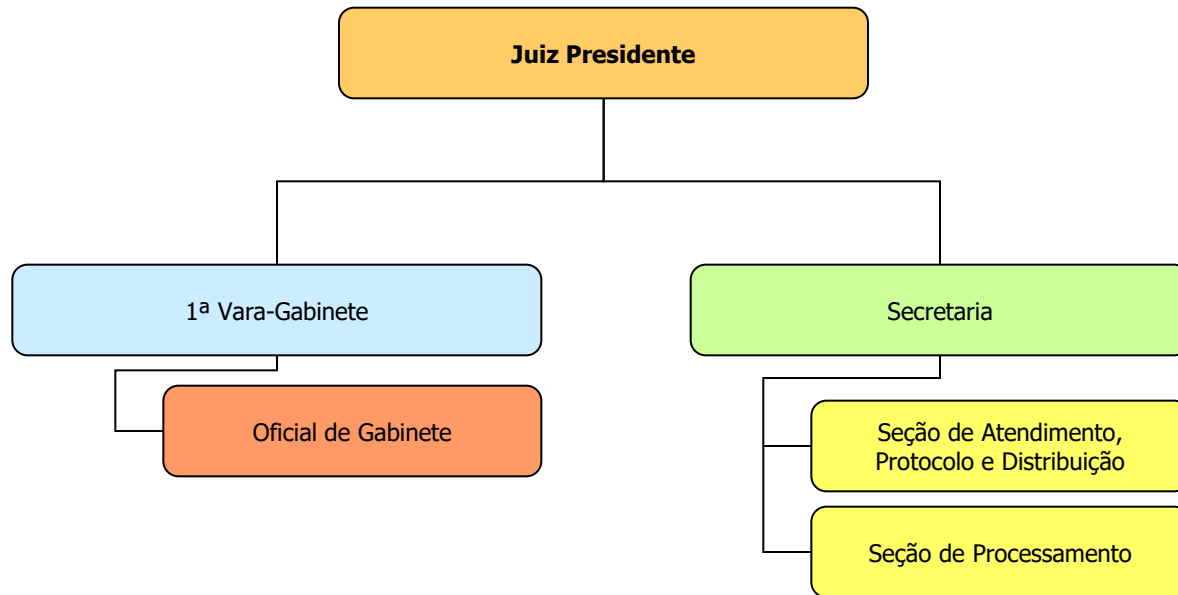 Juiz Presidente
1ª Vara-Gabinete
Secretaria
Oficial de Gabinete
Seção de Atendimento,
Protocolo e Distribuição
Seção de Processamento